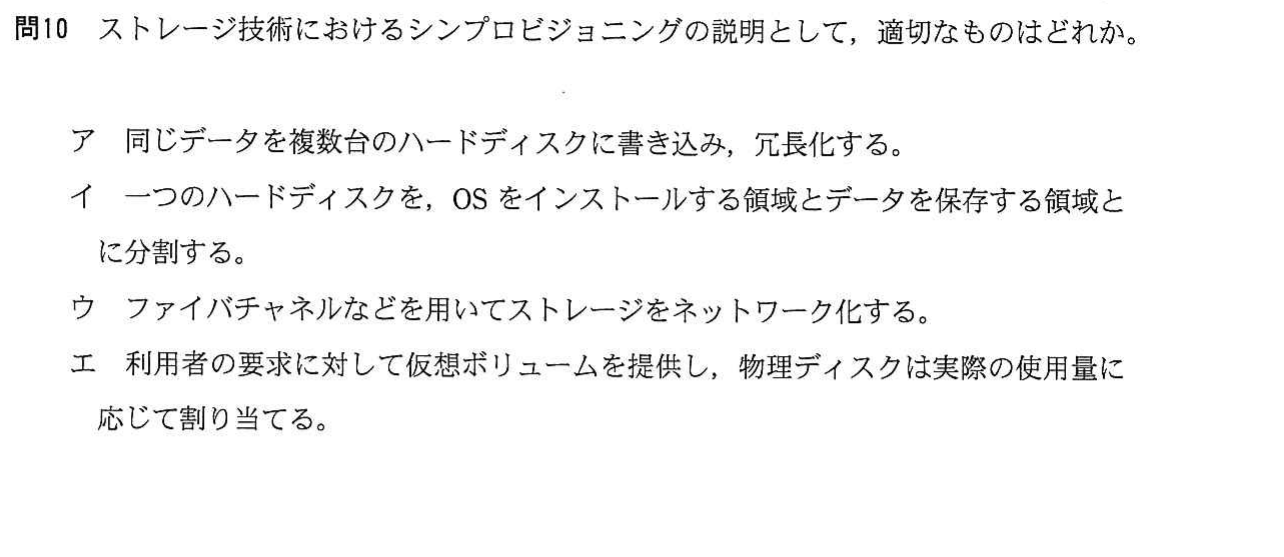 問10　ストレージ技術におけるシンプロビジョニングの説明として，適切なものはどれか。
ア　同じデータを複数台のハードディスクに書き込み，冗長化する。
イ　一つのハードディスクを，OS をインストールする領域とデータを保存する領域と
に分割する。
ウ　ファイバチャネルなどを用いてストレージをネットワーク化する。
エ　利用者の要求に対して仮想ボリュームを提供し，物理ディスクは実際の使用量に
応じて割り当てる。